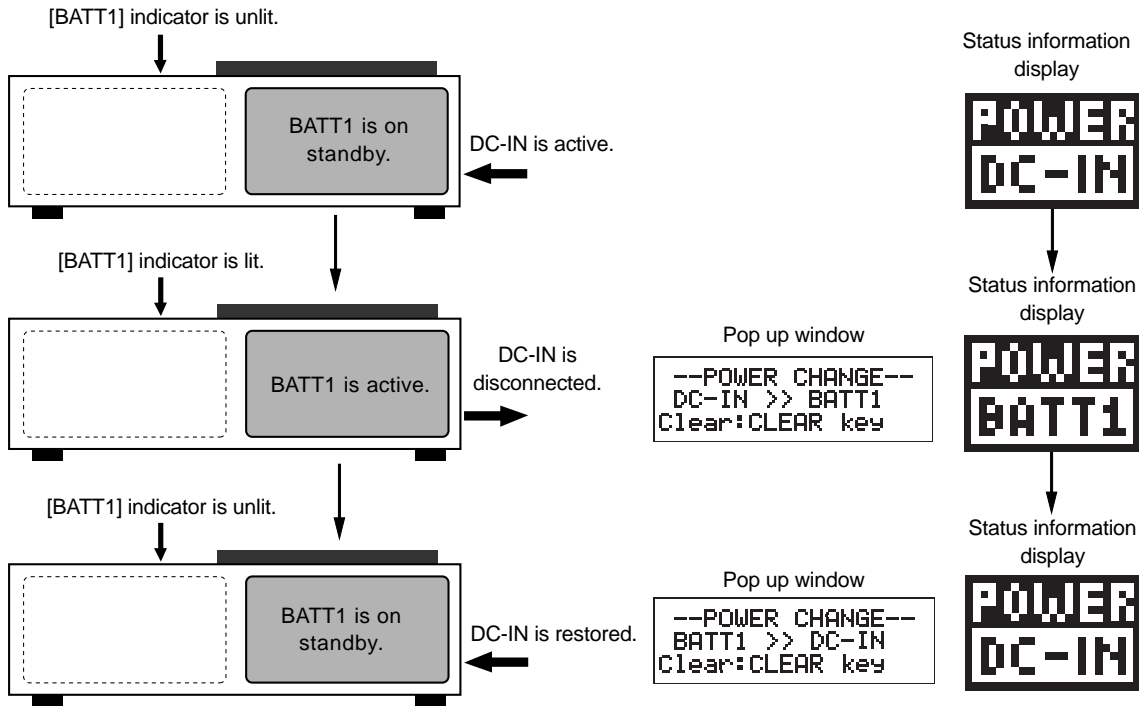 [BATT1] indicator is unlit.
BATT1 is on
standby.
DC-IN is active.
Status information
display
POWER
DC-IN
[BATT1] indicator is lit.
BATT1 is active.
DC-IN is
disconnected.
Pop up window
--POWER CHANGE--
DC-IN >> BATT1
Clear:CLEAR key
Status information
display
POWER
BATT1
[BATT1] indicator is unlit.
BATT1 is on
standby.
DC-IN is restored.
Pop up window
--POWER CHANGE--
BATT1 >> DC-IN
Clear:CLEAR key
Status information
display
POWER
DC-IN